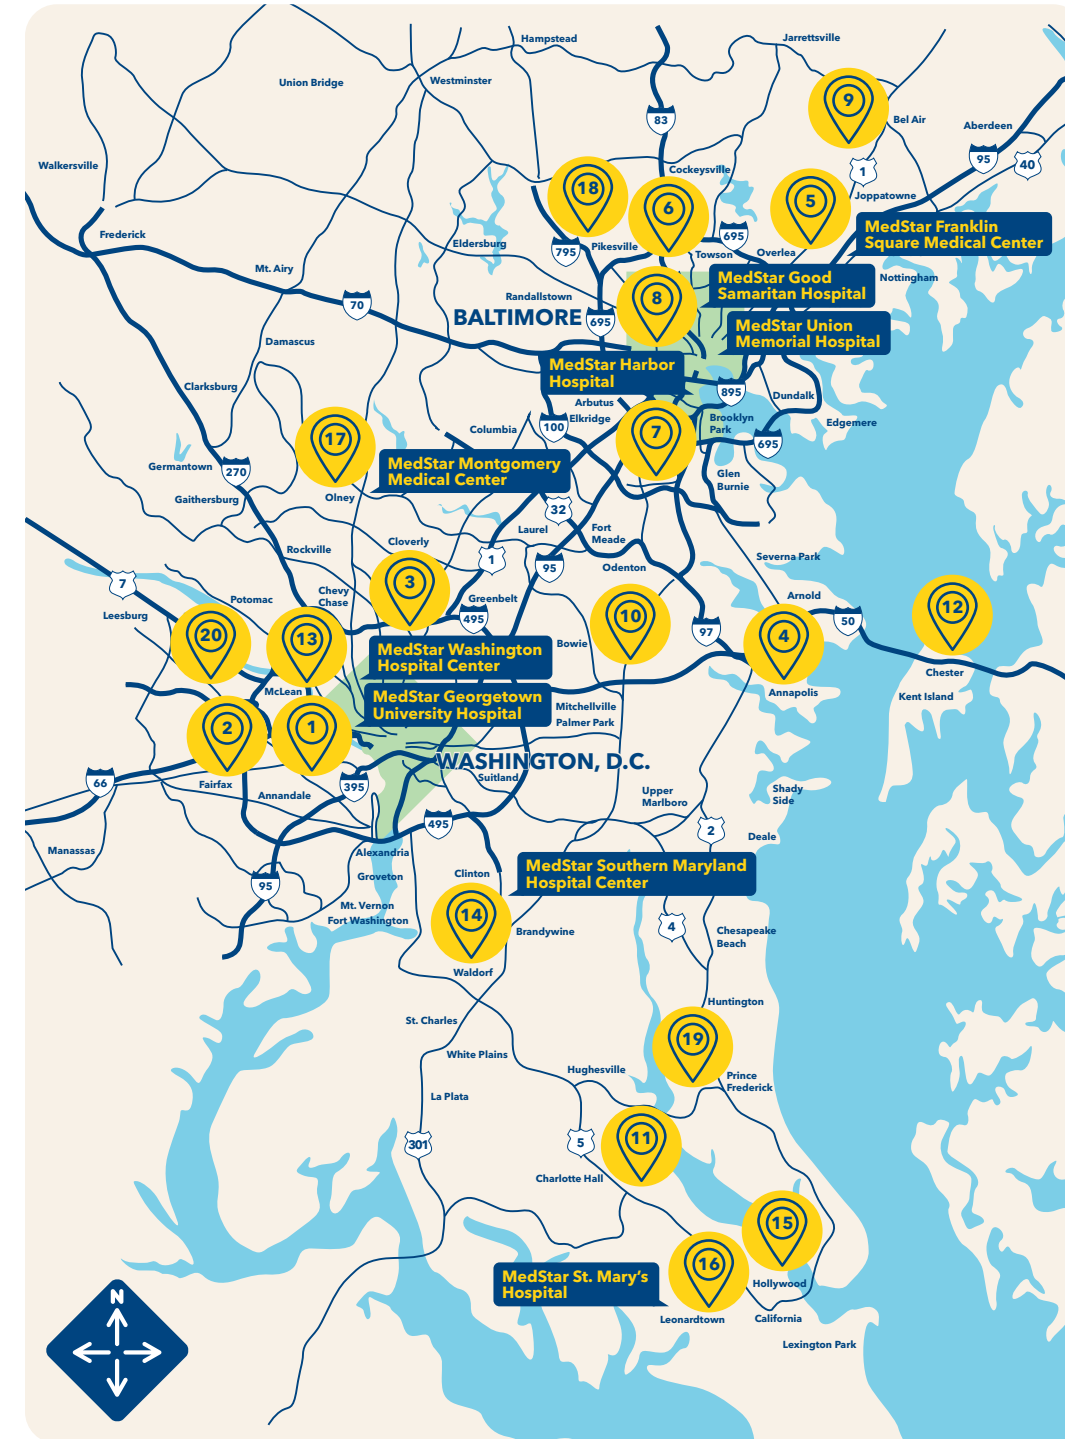 Hampstead
Jarrettsville
Union Bridge
Westminster
9
83
Bel Air
Aberdeen
Walkersville
95
40
1
Cockeysville
18
6
5
Joppatowne
Frederick
MedStar Franklin
Square Medical Center
695
Eldersburg
795
Pikesville
Towson
Overlea
Mt. Airy
MedStar Good
Samaritan Hospital
Nottingham
70
Randallstown
8
BALTIMORE
695
MedStar Union
Memorial Hospital
Damascus
MedStar Harbor
Hospital
Clarksburg
895
Dundalk
Arbutus
Elkridge
100
Columbia
7
Brooklyn
Park
Edgemere
695
17
Germantown
270
MedStar Montgomery
Medical Center
Glen
Burnie
Gaithersburg
Olney
32
Laurel
Fort
Meade
Cloverly
Rockville
1
95
Severna Park
Odenton
7
3
Chevy
Chase
Potomac
Greenbelt
Arnold
Leesburg
495
10
97
50
12
20
13
4
Bowie
MedStar Washington
Hospital Center
Chester
McLean
Annapolis
Kent Island
MedStar Georgetown
University Hospital
Mitchellville
Palmer Park
2
1
WASHINGTON, D.C.
66
Fairfax
395
Suitland
Annandale
Upper
Marlboro
Shady
Side
495
2
Deale
Manassas
Alexandria
Groveton
Clinton
MedStar Southern Maryland
Hospital Center
95
Mt. Vernon
Fort Washington
14
Brandywine
4
Chesapeake
Beach
Waldorf
Huntington
St. Charles
19
White Plains
Hughesville
Prince
Frederick
La Plata
301
5
11
Charlotte Hall
15
16
MedStar St. Mary’s
Hospital
Hollywood
N
Leonardtown
California
Lexington Park